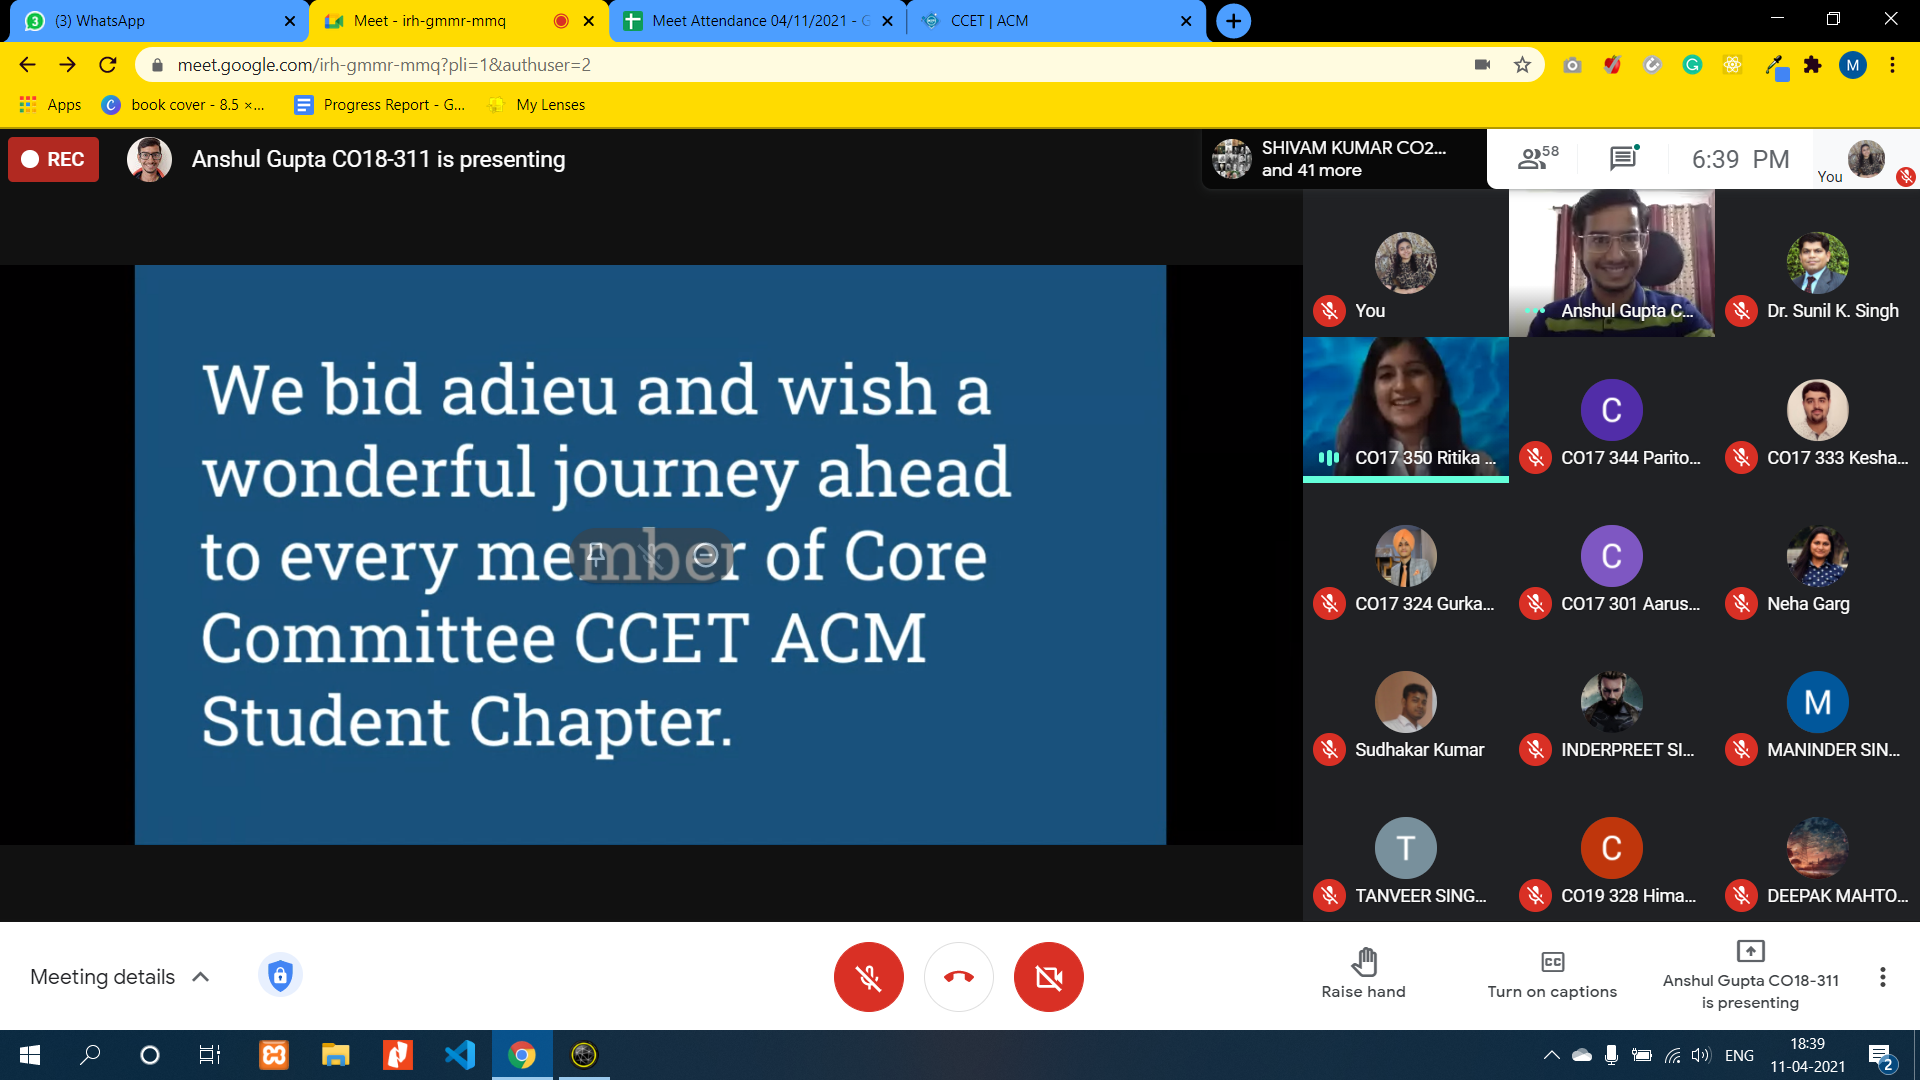 (3) WhatsApp
Meet - irh-gmmr-mmq
Meet Attendance 04/11/2021 - G
CCET | ACM
meet.google.com/irh-gmmr-mmq?pli=1&authuser=2
M
Apps
book cover - 8.5 ×...
Progress Report - G...
My Lenses
REC
Anshul Gupta CO18-311 is presenting
SHIVAM KUMAR CO2...
and 41 more
58
6:39 PM
You
We bid adieu and wish a
wonderful journey ahead
to every member of Core
Committee CCET ACM
Student Chapter.
You
Anshul Gupta C...
Dr. Sunil K. Singh
CO17 350 Ritika ...
C
CO17 344 Parito...
CO17 333 Kesha...
CO17 324 Gurka...
C
CO17 301 Aarus...
Neha Garg
Sudhakar Kumar
INDERPREET SI...
M
MANINDER SIN...
T
TANVEER SING...
C
CO19 328 Hima...
DEEPAK MAHTO...
Meeting details
Raise hand
CC
Turn on captions
Anshul Gupta CO18-311
is presenting
ENG
18:39
11-04-2021
2